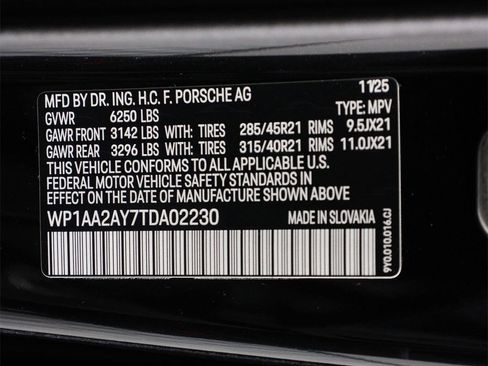 MFD BY DR. ING. H.C. F. PORSCHE AG 11/25
GVWR 6250 LBS TYPE: MPV
GAWR FRONT 3142 LBS WITH: TIRES 285/45R21 RIMS 9.5JX21
GAWR REAR 3296 LBS WITH: TIRES 315/40R21 RIMS 11.0JX21
THIS VEHICLE CONFORMS TO ALL APPLICABLE U.S.
FEDERAL MOTOR VEHICLE SAFETY STANDARDS IN
EFFECT ON THE DATE OF MANUFACTURE SHOWN ABOVE
WP1AA2AY7TDA02230 MADE IN SLOVAKIA
9Y0.010.016.CJ